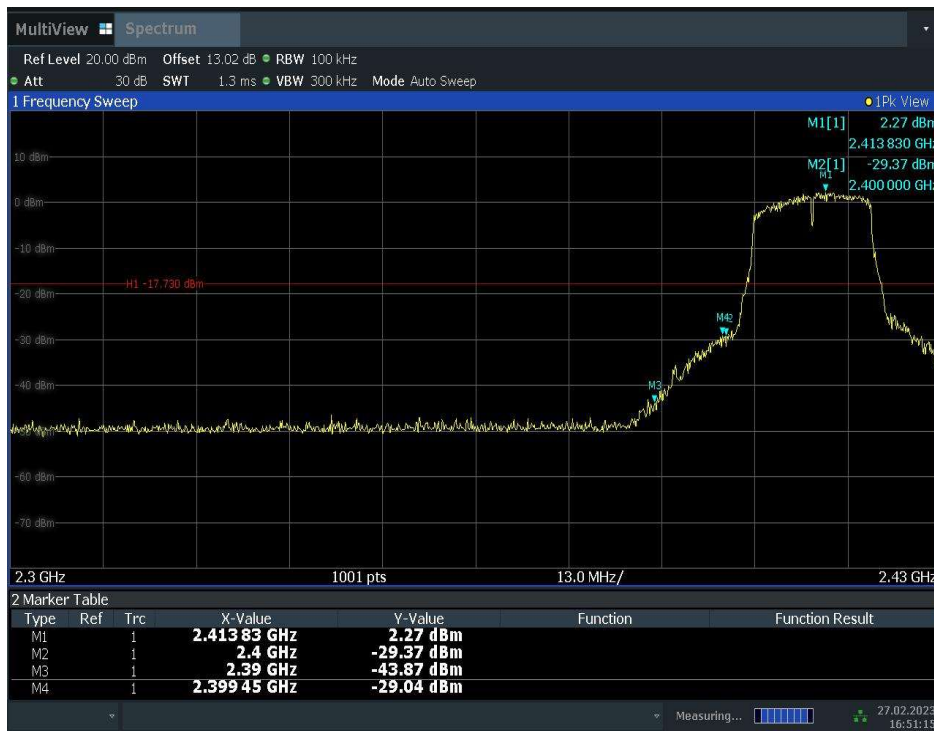 MultiView Spectrum
Ref Level 20.00 dBm Offset 13.02 dB RBW 100 kHz
Att 30 dB SWT 1.3 ms VBW 300 kHz Mode Auto Sweep
1 Frequency Sweep 1Pk View
M1[1] 2.27 dBm
2.413 830 GHz
10 dBm
M2[1] -29.37 dBm
M1
2.400 000 GHz
0 dBm
-10 dBm
H1 -17.730 dBm
-20 dBm
M42
-30 dBm
-40 dBm
M3
-60 dBm
-70 dBm
2.3 GHz 1001 pts 13.0 MHz/ 2.43 GHz
2 Marker Table
Type Ref Trc X-Value Y-Value Function Function Result
M1 1 2.413 83 GHz 2.27 dBm
M2 1 2.4 GHz -29.37 dBm
M3 1 2.39 GHz -43.87 dBm
M4 1 2.399 45 GHz -29.04 dBm
Measuring... 27.02.2023
16:51:15